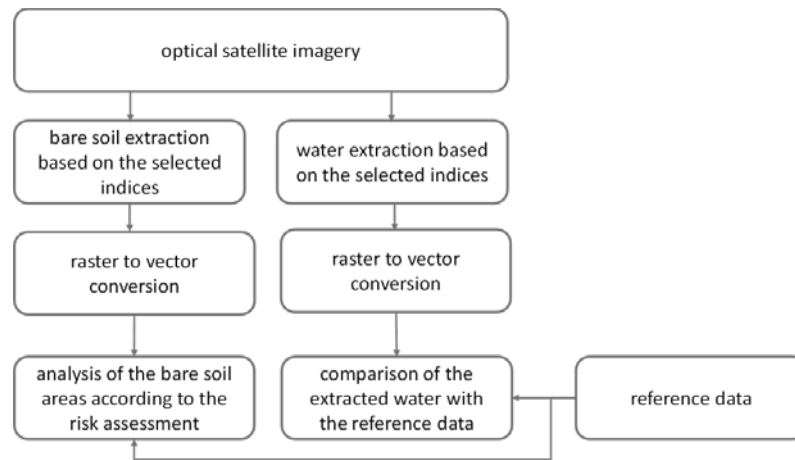 optical satellite imagery
bare soil extraction
based on the selected
indices
water extraction based
on the selected indices
raster to vector
conversion
raster to vector
conversion
analysis of the bare soil
areas according to the
risk assessment
comparison of the
extracted water with
the reference data
reference data